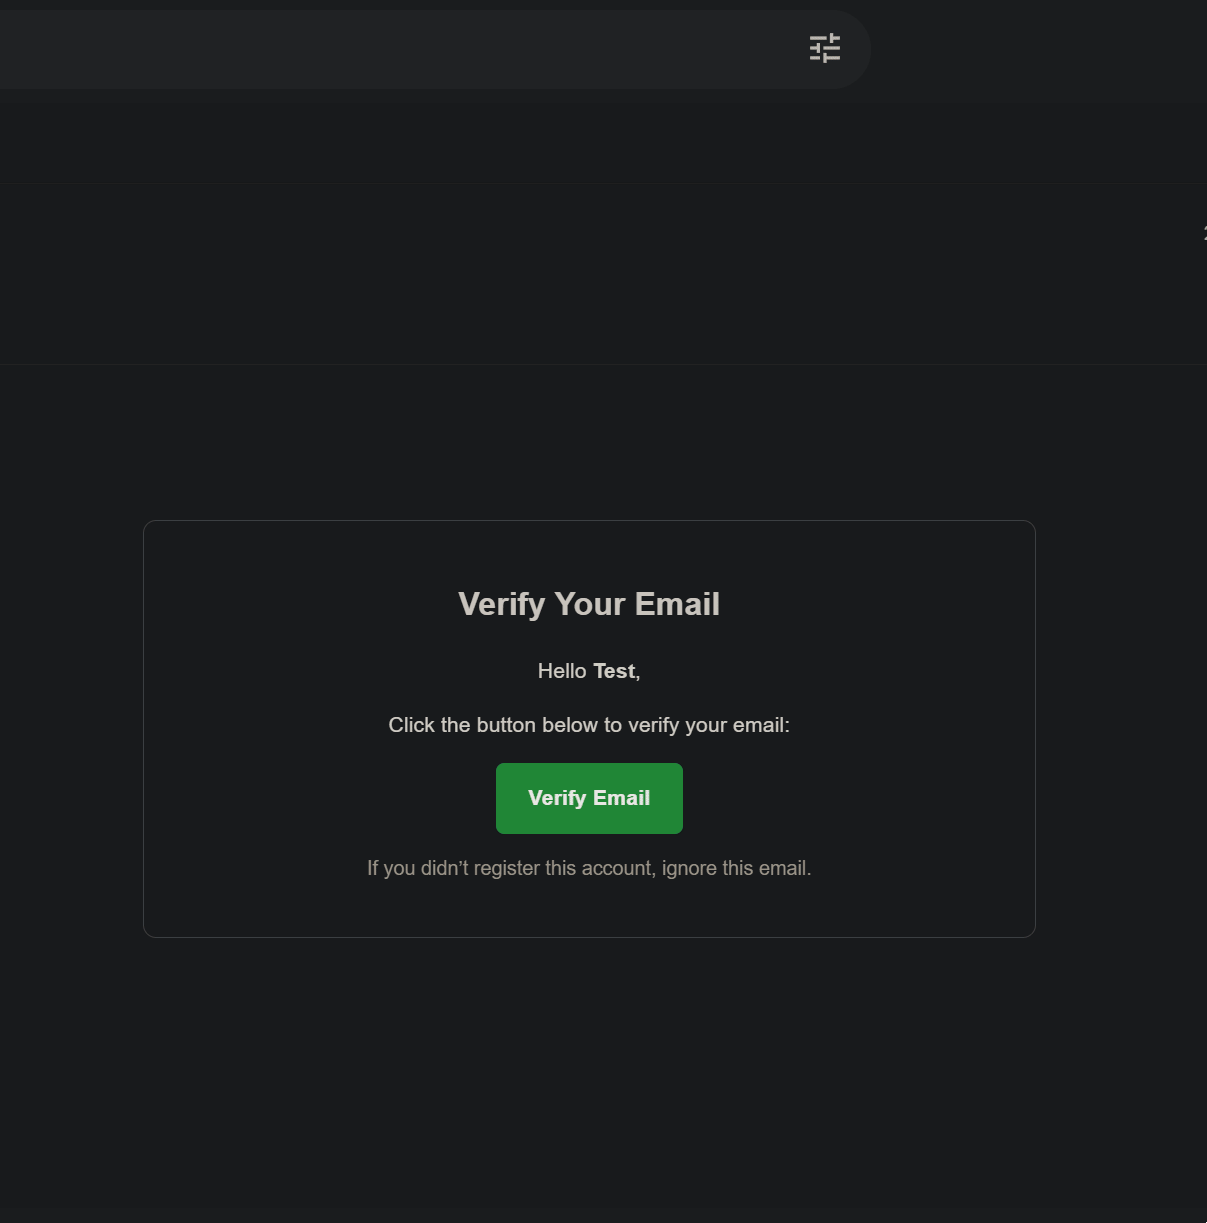 Verify Your Email
Hello Test,
Click the button below to verify your email:
Verify Email
If you didn’t register this account, ignore this email.